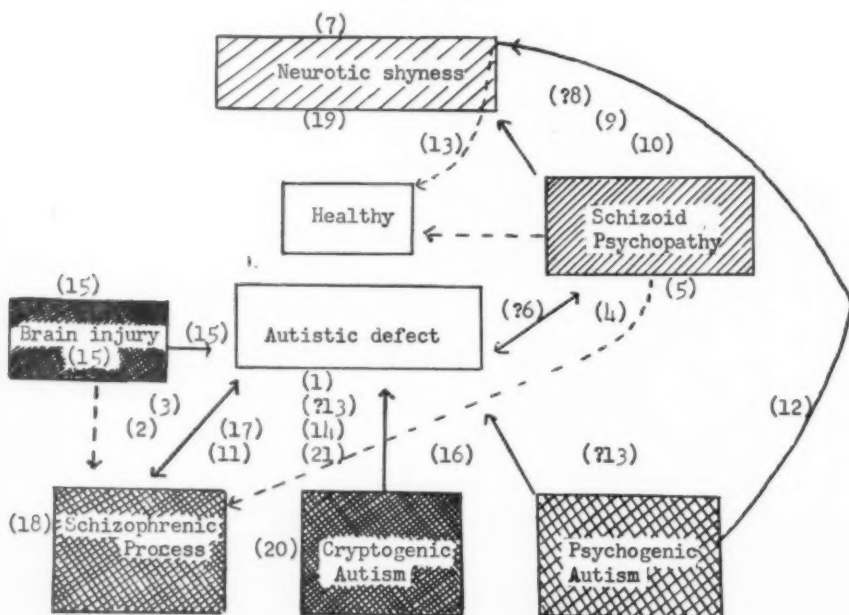 (7)
Neurotic shyness
(19)
(?8)
(9)
(10)
(13)
Healthy
Schizoid
Psychopathy
(5)
(15)
Brain injury
(15)
(15)
Autistic defect
(?6)
(4)
(1)
(?13)
(14)
(21)
(3)
(2)
(17)
(11)
(16)
(?13)
(12)
(18)
Schizophrenic
Process
(20)
Cryptogenic
Autism
Psychogenic
Autism